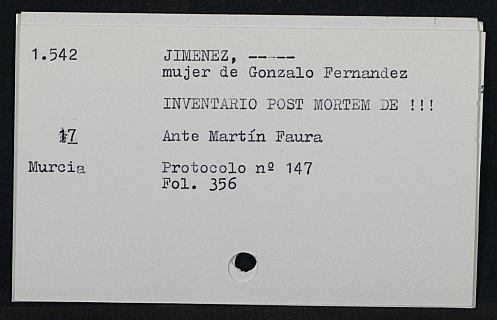 1.542 JIMENEZ, -----
mujer de Gonzalo Fernandez
INVENTARIO POST MORTEM DE !!!
17 Ante Martín Faura
Murcia Protocolo nº 147
Fol. 356